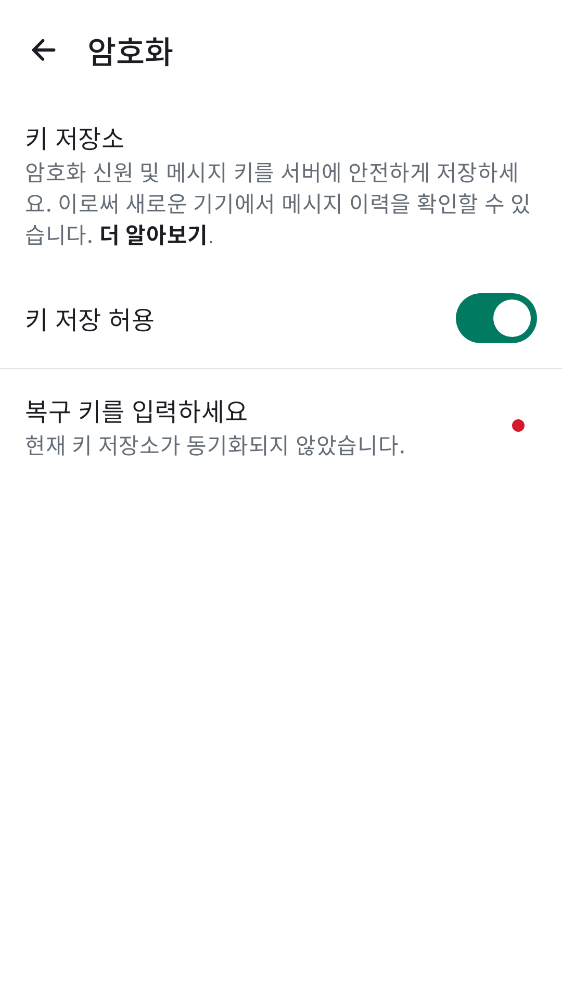 암호화
키 저장소
암호화 신원 및 메시지 키를 서버에 안전하게 저장하세
요. 이로써 새로운 기기에서 메시지 이력을 확인할 수 있
습니다. 더 알아보기.
키 저장 허용
복구 키를 입력하세요
현재 키 저장소가 동기화되지 않았습니다.